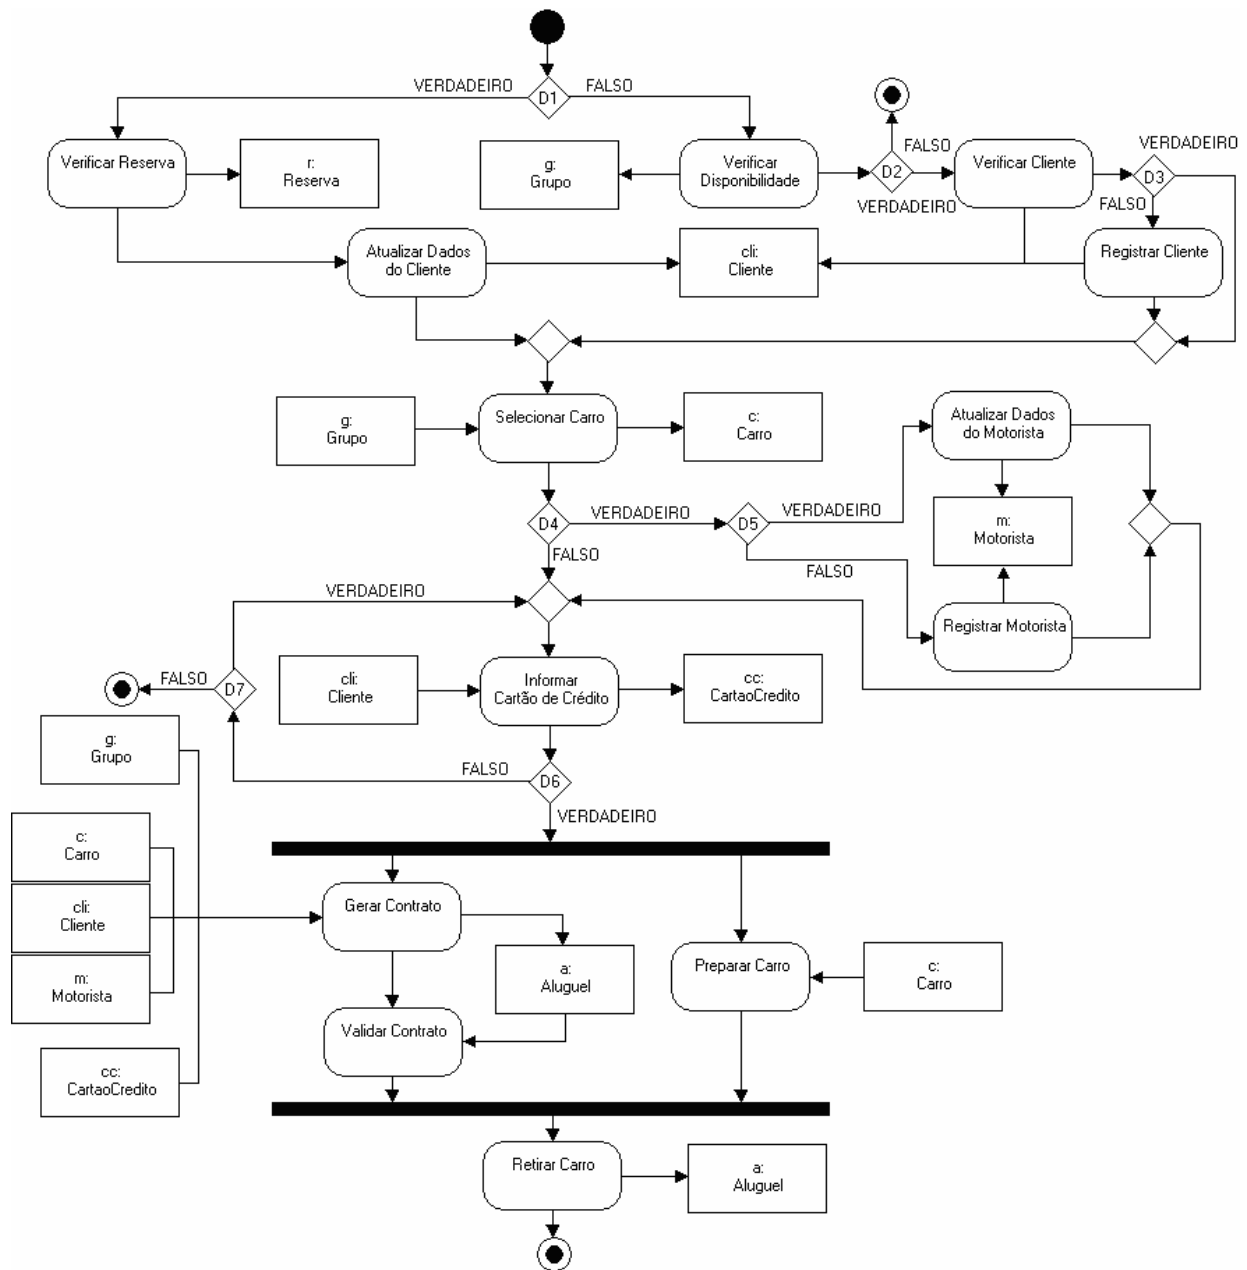 VERDADEIRO
D1
FALSO
Verificar Reserva
r:
Reserva
g:
Grupo
Verificar
Disponibilidade
D2
FALSO
VERDADEIRO
Verificar Cliente
D3
VERDADEIRO
FALSO
Registrar Cliente
Atualizar Dados
do Cliente
cli:
Cliente
g:
Grupo
Selecionar Carro
c:
Carro
Atualizar Dados
do Motorista
D4
VERDADEIRO
D5
VERDADEIRO
m:
Motorista
FALSO
FALSO
VERDADEIRO
Registrar Motorista
FALSO
D7
cli:
Cliente
Informar
Cartão de Crédito
cc:
CartaoCredito
g:
Grupo
FALSO
D6
VERDADEIRO
c:
Carro
cli:
Cliente
m:
Motorista
cc:
CartaoCredito
Gerar Contrato
a:
Aluguel
Preparar Carro
c:
Carro
Validar Contrato
Retirar Carro
a:
Aluguel